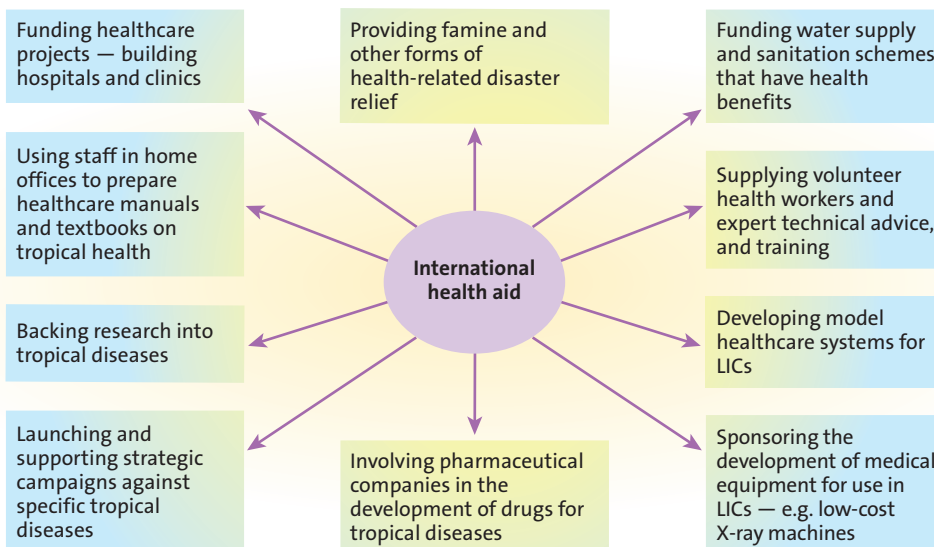 Funding healthcare
projects — building
hospitals and clinics
Providing famine and
other forms of
health-related disaster
relief
Funding water supply
and sanitation schemes
that have health
benefits
Using staff in home
offices to prepare
healthcare manuals
and textbooks on
tropical health
Supplying volunteer
health workers and
expert technical advice,
and training
International
health aid
Backing research into
tropical diseases
Developing model
healthcare systems for
LICs
Launching and
supporting strategic
campaigns against
specific tropical
diseases
Involving pharmaceutical
companies in the
development of drugs for
tropical diseases
Sponsoring the
development of medical
equipment for use in
LICs — e.g. low-cost
X-ray machines